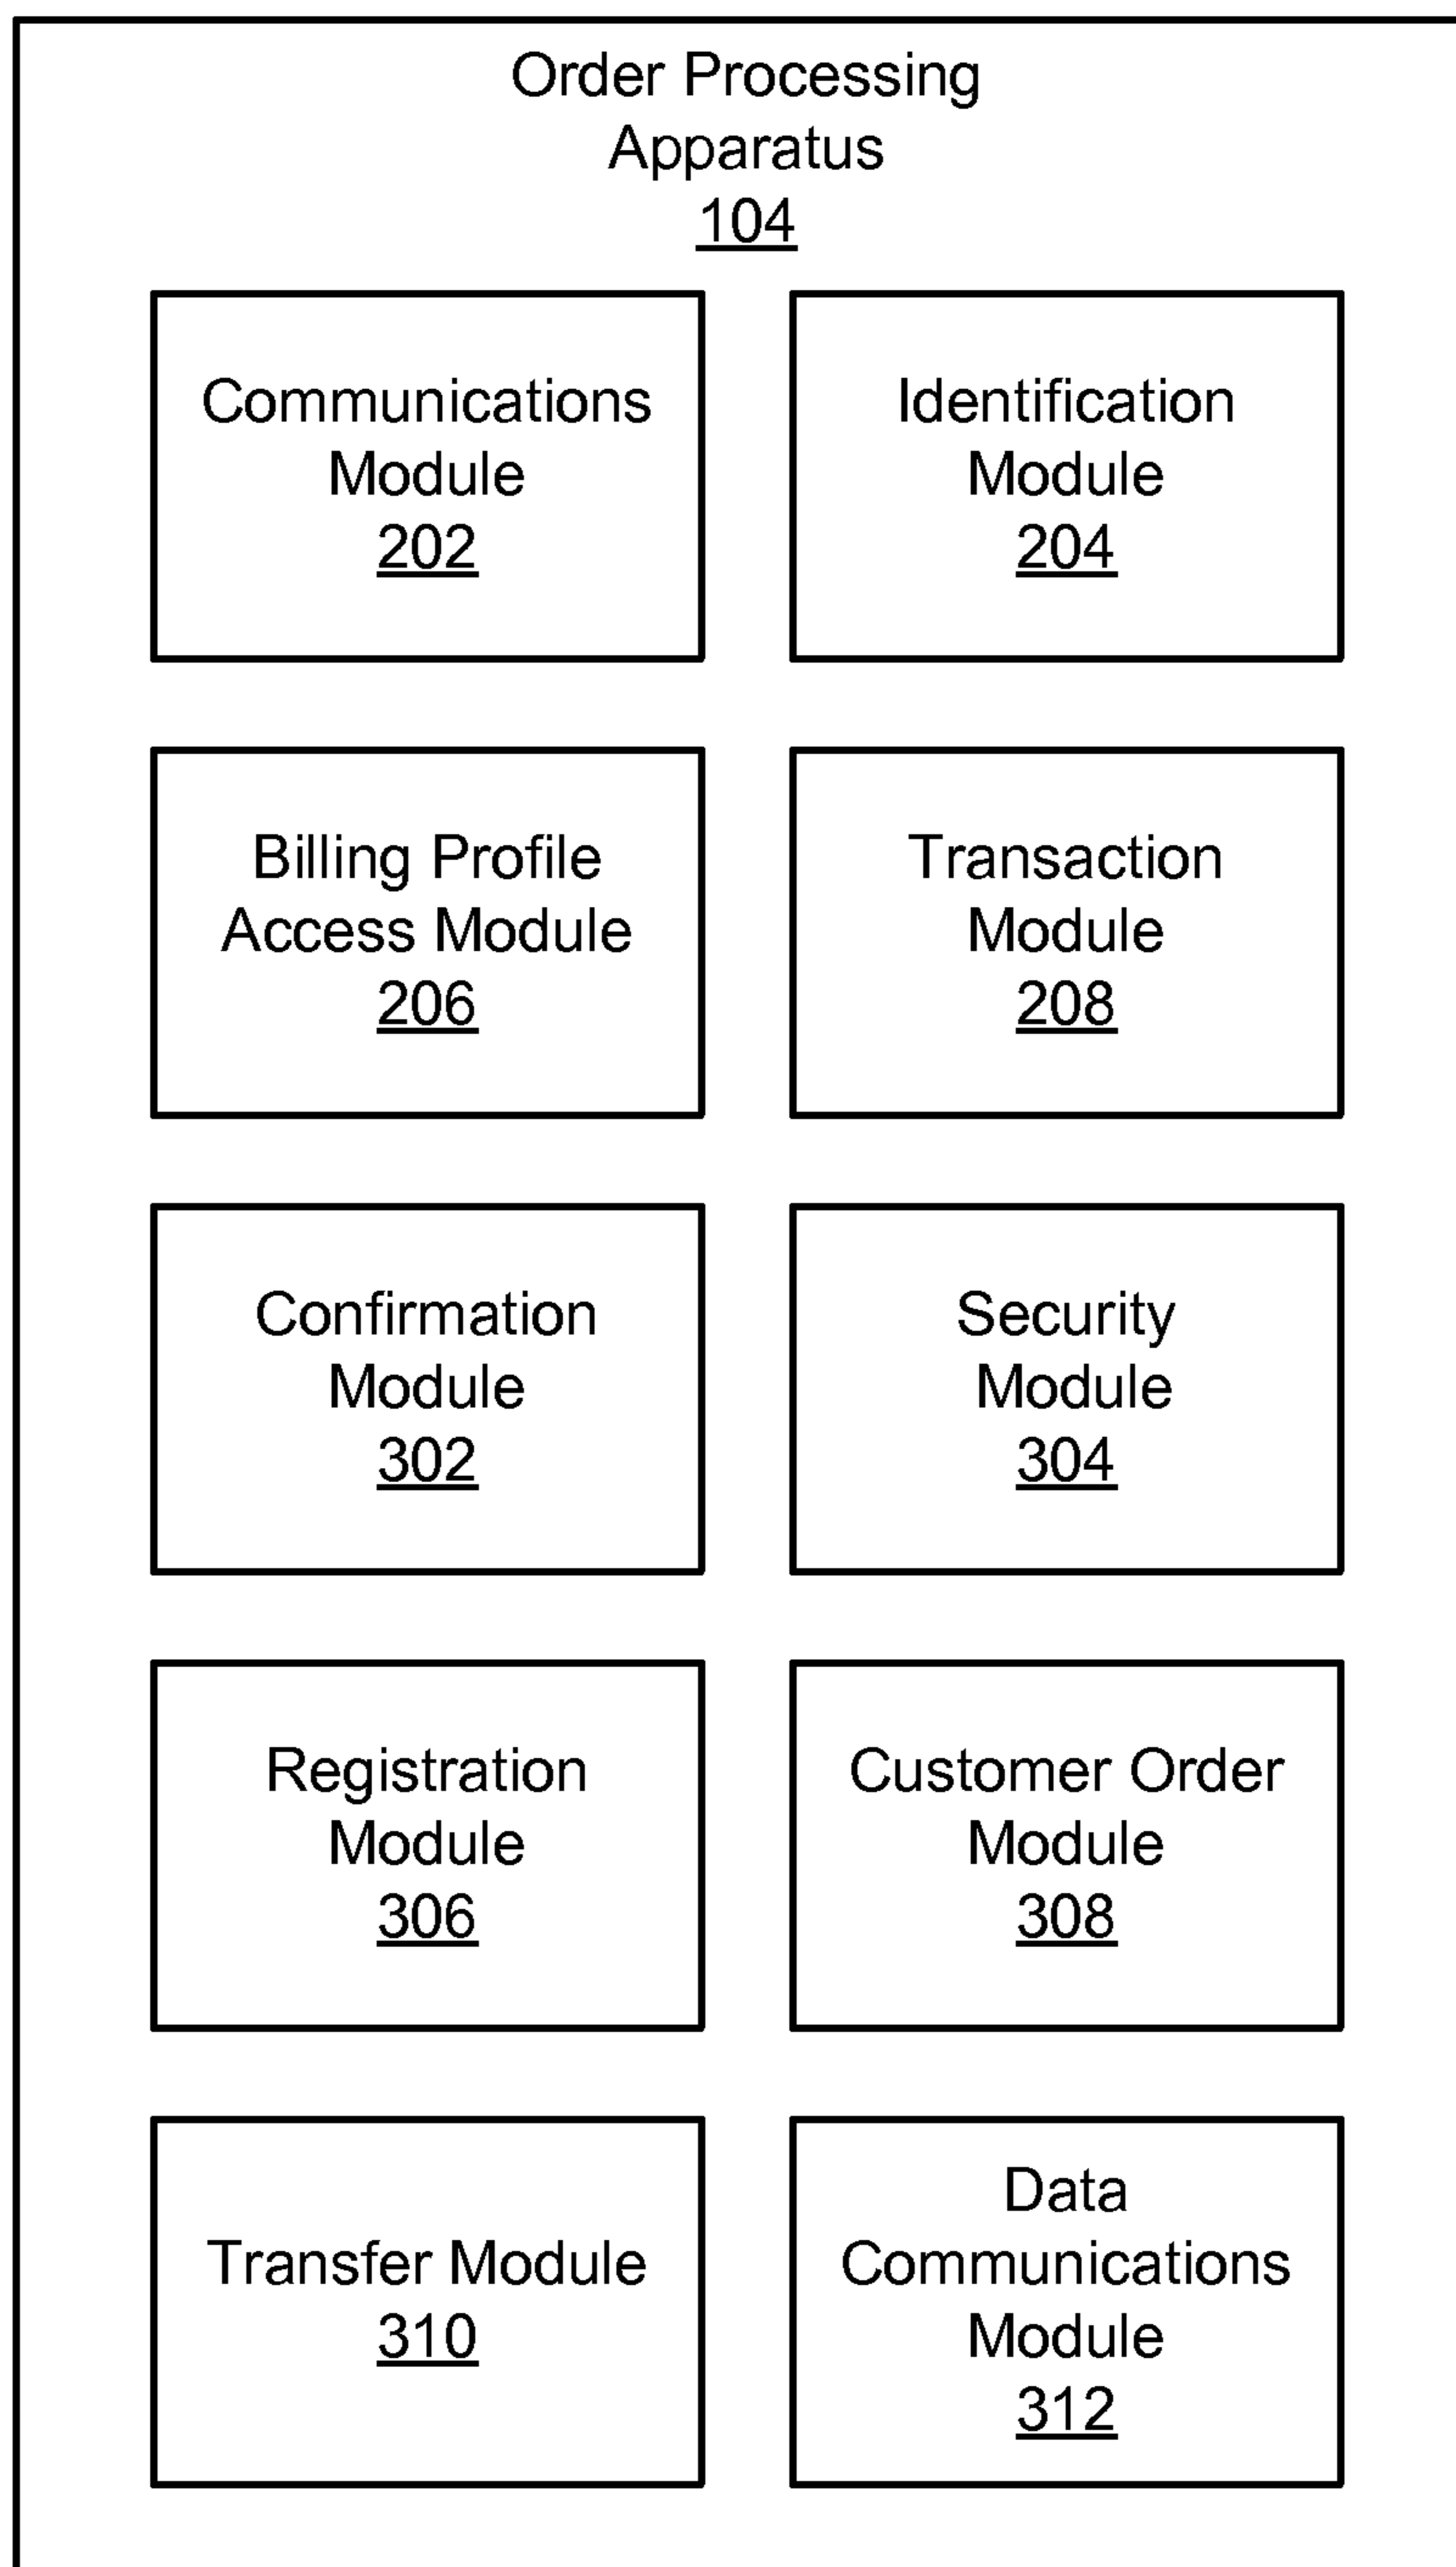 Order Processing
Apparatus
104
Communications
Module
202
Identification
Module
204
Billing Profile
Access Module
206
Transaction
Module
208
Confirmation
Module
302
Security
Module
304
Registration
Module
306
Customer Order
Module
308
Transfer Module
310
Data
Communications
Module
312